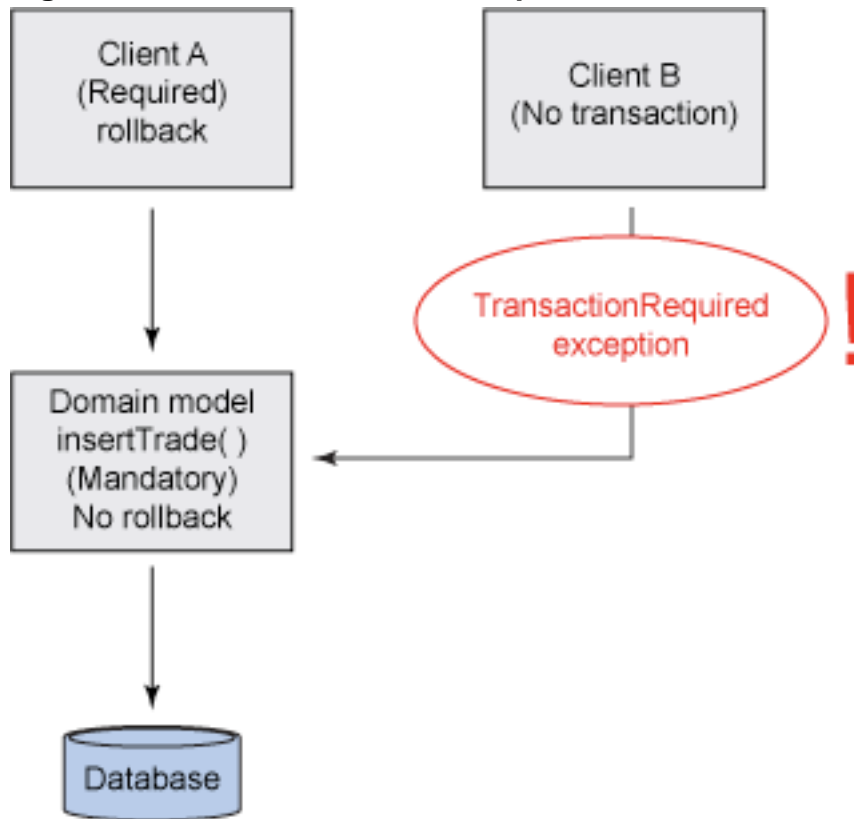 Client A
(Required)
rollback
Client B
(No transaction)
TransactionRequired
exception
!
Domain model
insertTrade( )
(Mandatory)
No rollback
Database